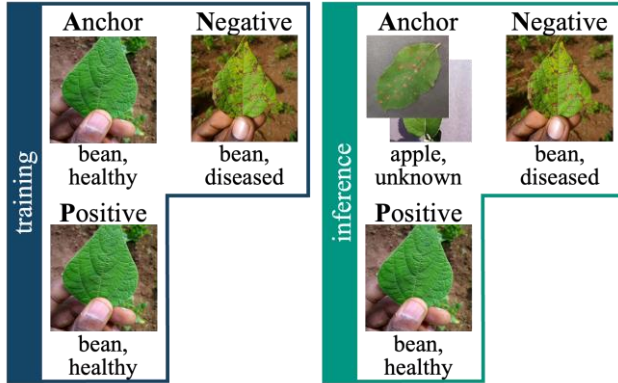 training
Anchor
bean,
healthy
Negative
bean,
diseased
Positive
bean,
healthy
inference
Anchor
apple,
unknown
Negative
bean,
diseased
Positive
bean,
healthy